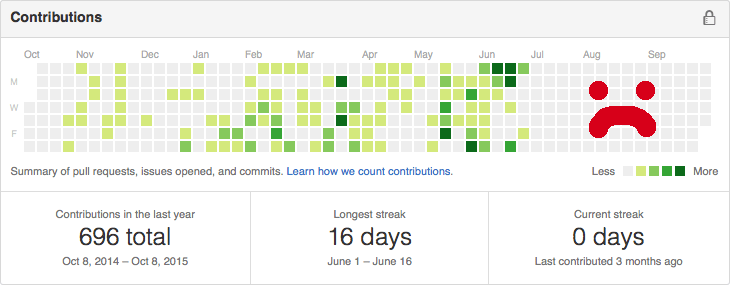 Contributions
Oct Nov Dec Jan Feb Mar Apr May Jun Jul Aug Sep
M
W
F
Summary of pull requests, issues opened, and commits. Learn how we count contributions.
Less More
Contributions in the last year
696 total
Oct 8, 2014 – Oct 8, 2015
Longest streak
16 days
June 1 – June 16
Current streak
0 days
Last contributed 3 months ago